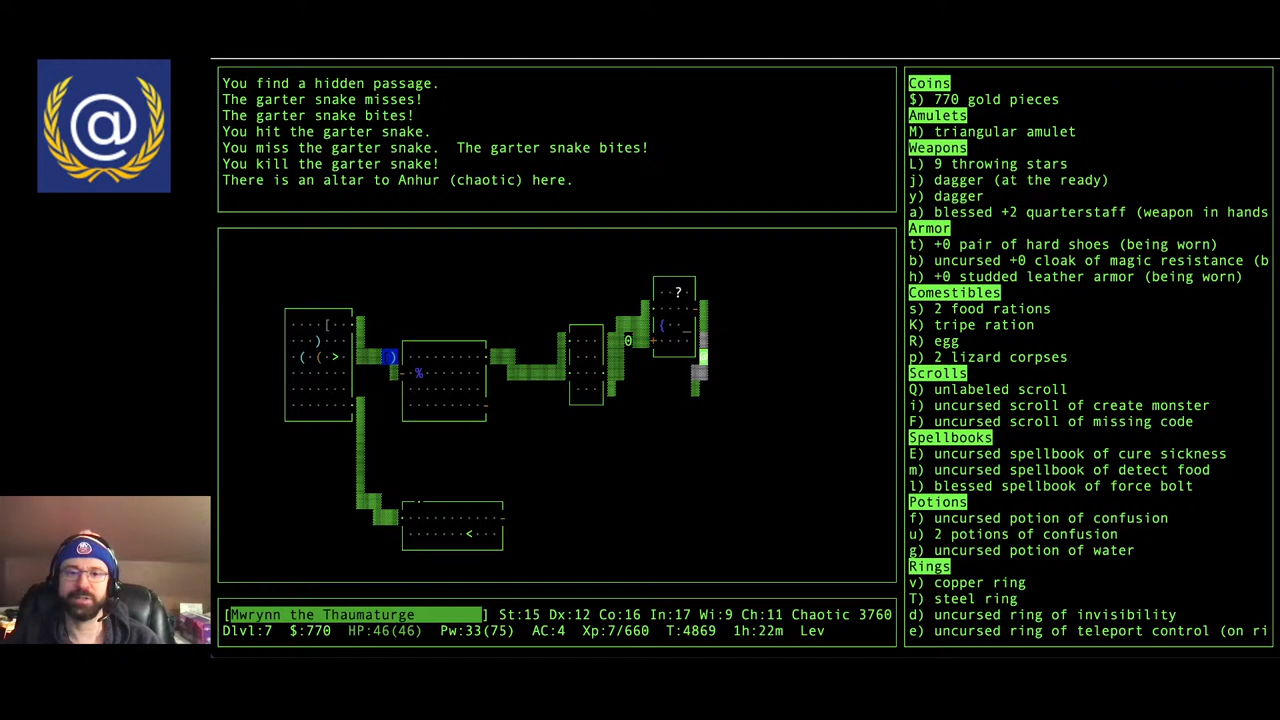 @
You find a hidden passage.
The garter snake misses!
The garter snake bites!
You hit the garter snake.
You miss the garter snake.  The garter snake bites!
You kill the garter snake!
There is an altar to Anhur (chaotic) here.
[Mwrynn the Thaumaturge ] St:15 Dx:12 Co:16 In:17 Wi:9 Ch:11 Chaotic 3760
Dlvl:7 $:770 HP:46(46) Pw:33(75) AC:4 Xp:7/660 T:4869 1h:22m Lev
Coins
$) 770 gold pieces
Amulets
M) triangular amulet
Weapons
L) 9 throwing stars
j) dagger (at the ready)
y) dagger
a) blessed +2 quarterstaff (weapon in hands
Armor
t) +0 pair of hard shoes (being worn)
b) uncursed +0 cloak of magic resistance (b
h) +0 studded leather armor (being worn)
Comestibles
s) 2 food rations
K) tripe ration
R) egg
p) 2 lizard corpses
Scrolls
Q) unlabeled scroll
i) uncursed scroll of create monster
F) uncursed scroll of missing code
Spellbooks
E) uncursed spellbook of cure sickness
m) uncursed spellbook of detect food
l) blessed spellbook of force bolt
Potions
f) uncursed potion of confusion
u) 2 potions of confusion
g) uncursed potion of water
Rings
v) copper ring
T) steel ring
d) uncursed ring of invisibility
e) uncursed ring of teleport control (on ri